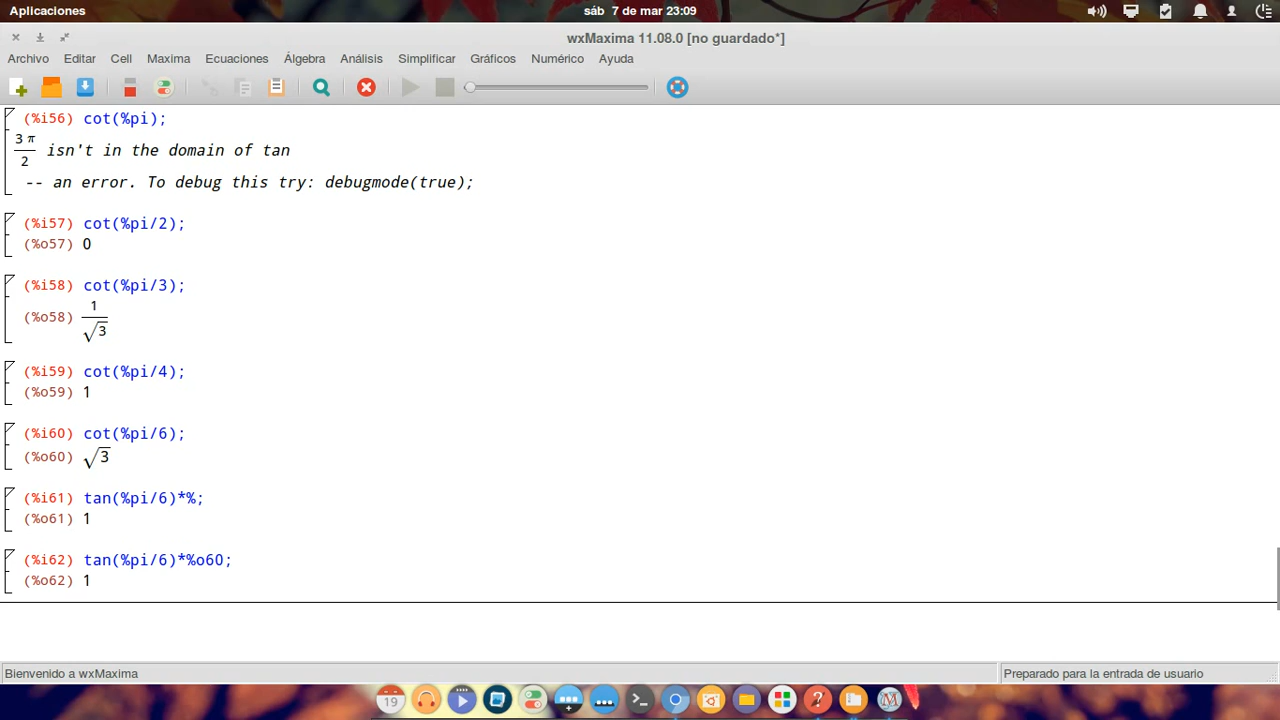 Aplicaciones
sáb 7 de mar 23:09
wxMaxima 11.08.0 [no guardado*]
Archivo Editar Cell Maxima Ecuaciones Álgebra Análisis Simplificar Gráficos Numérico Ayuda
(%i56) cot(%pi);
3 π
2
isn't in the domain of tan
-- an error. To debug this try: debugmode(true);
(%i57) cot(%pi/2);
(%o57) 0
(%i58) cot(%pi/3);
(%o58) 1
√3
(%i59) cot(%pi/4);
(%o59) 1
(%i60) cot(%pi/6);
(%o60) √3
(%i61) tan(%pi/6)*%;
(%o61) 1
(%i62) tan(%pi/6)*%o60;
(%o62) 1
Bienvenido a wxMaxima
Preparado para la entrada de usuario
19